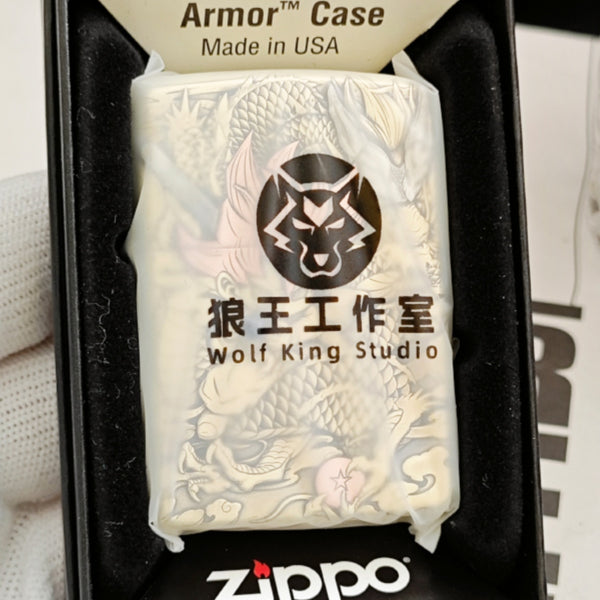 Armor™ Case
Made in USA
狼王工作室
Wolf King Studio
zippo®